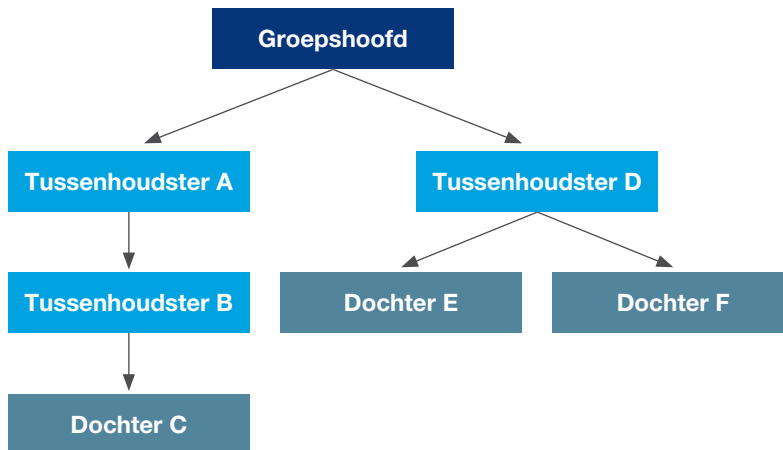 Groepshoofd
Tussenhoudster A
Tussenhoudster D
Tussenhoudster B
Dochter E
Dochter F
Dochter C